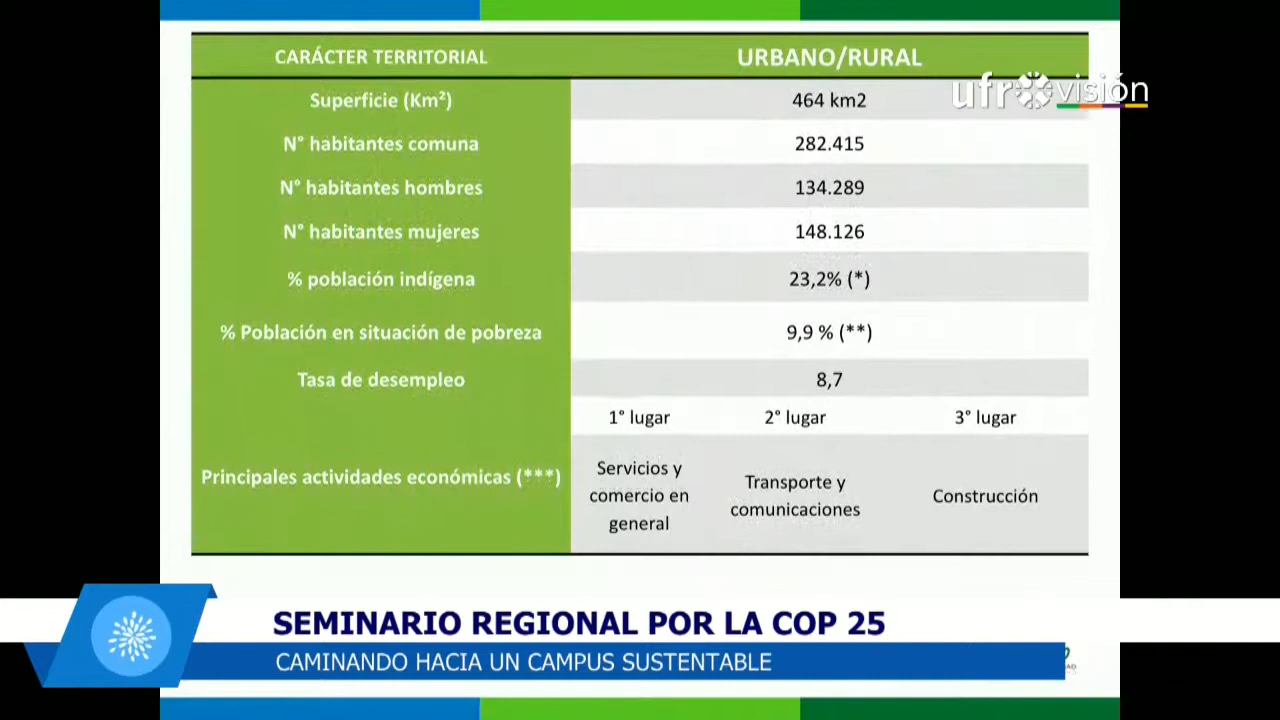 CARÁCTER TERRITORIAL URBANO/RURAL
ufro visión
Superficie (Km²) 464 km2
N° habitantes comuna 282.415
N° habitantes hombres 134.289
N° habitantes mujeres 148.126
% población indígena 23,2% (*)
% Población en situación de pobreza 9,9 % (**)
Tasa de desempleo 8,7
1° lugar 2° lugar 3° lugar
Principales actividades económicas (***)
Servicios y
comercio en
general
Transporte y
comunicaciones
Construcción
SEMINARIO REGIONAL POR LA COP 25
CAMINANDO HACIA UN CAMPUS SUSTENTABLE